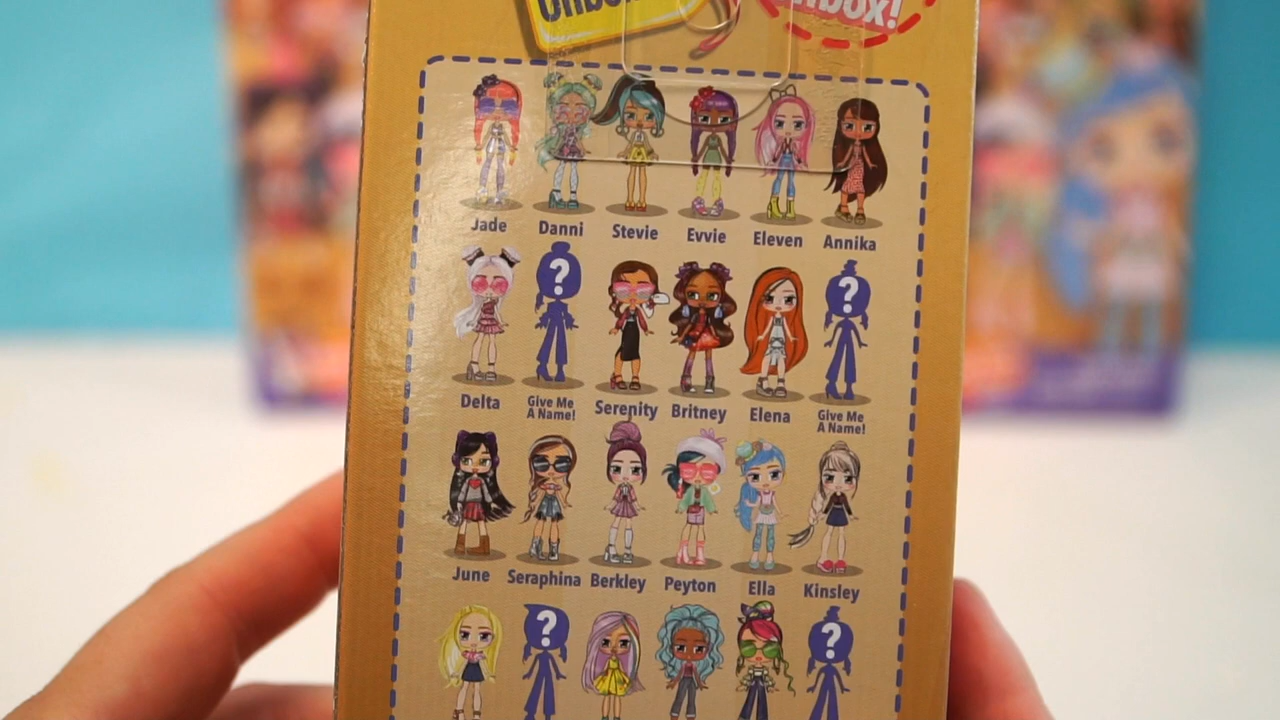 Unbox!
Jade Danni Stevie Evvie Eleven Annika
?
?
Delta Give Me A Name! Serenity Britney Elena Give Me A Name!
June Seraphina Berkley Peyton Ella Kinsley
?
?